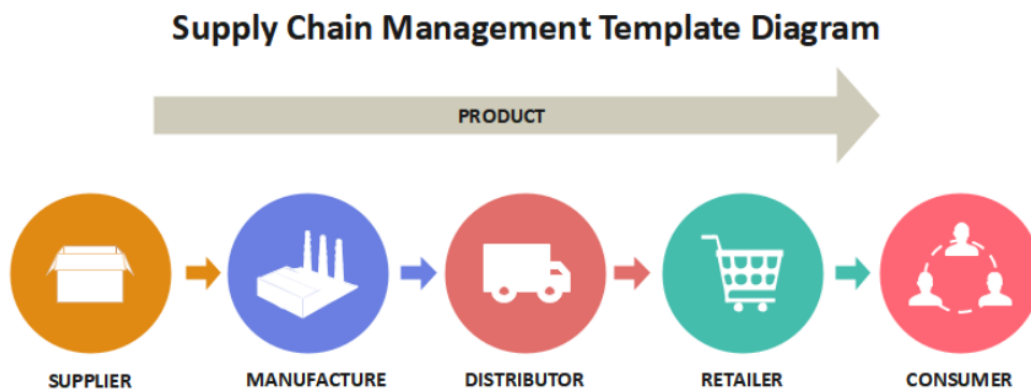 Supply Chain Management Template Diagram
PRODUCT
SUPPLIER
MANUFACTURE
DISTRIBUTOR
RETAILER
CONSUMER